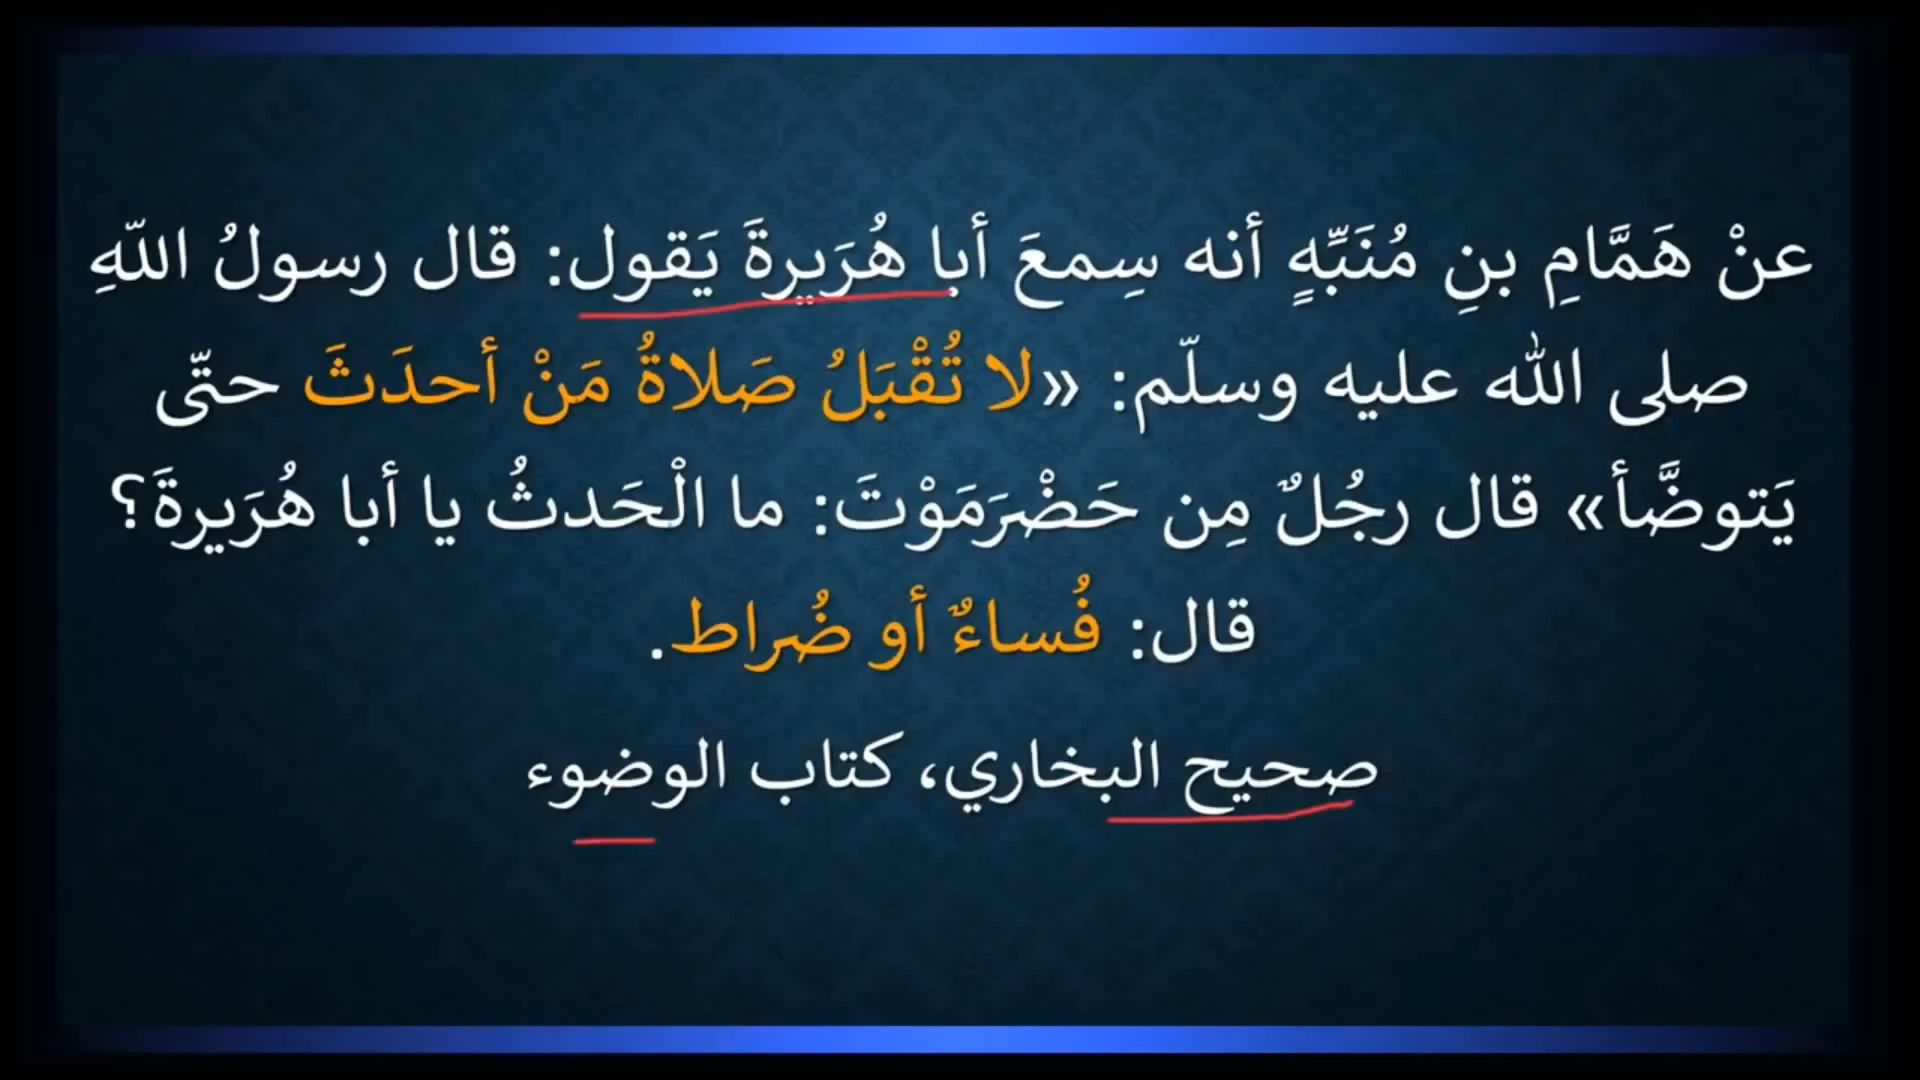 عنْ هَمَّامِ بنِ مُنَبِّهٍ أنه سِمعَ أبا هُرَيرةَ يَقول: قال رسولُ اللّهِ
صلى الله عليه وسلّم: «لا تُقْبَلُ صَلاةُ مَنْ أحدَثَ حتّى
يَتوضَّأ» قال رجُلٌ مِن حَضْرَمَوْتَ: ما الْحَدثُ يا أبا هُرَيرةَ؟
قال: فُساءٌ أو ضُراط.
صحيح البخاري، كتاب الوضوء